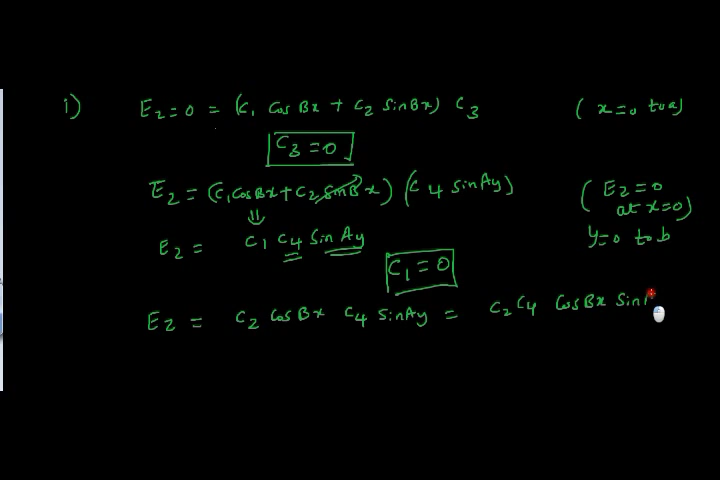 i) Ez=0 = (C1 cos Bx + C2 sin Bx) C3 (x=0 to a)
C3 = 0
Ez = (C1 cos Bx + C2 sin Bx) (C4 sin Ay) (Ez=0
at x=0)
Ez = C1 C4 sin Ay y=0 to b
C1 = 0
Ez = C2 cos Bx C4 sin Ay = C2 C4 cos Bx sin